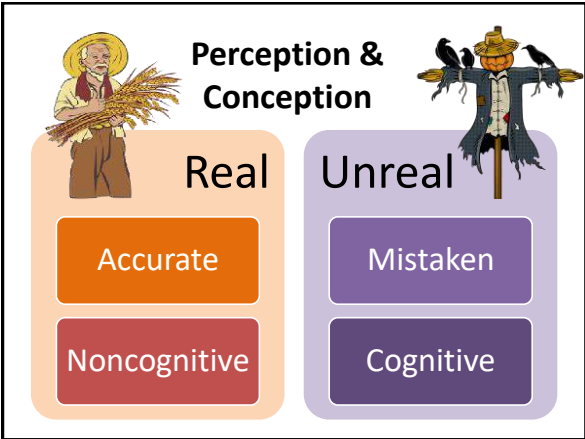 Perception &
Conception
Real
Accurate
Noncognitive
Unreal
Mistaken
Cognitive